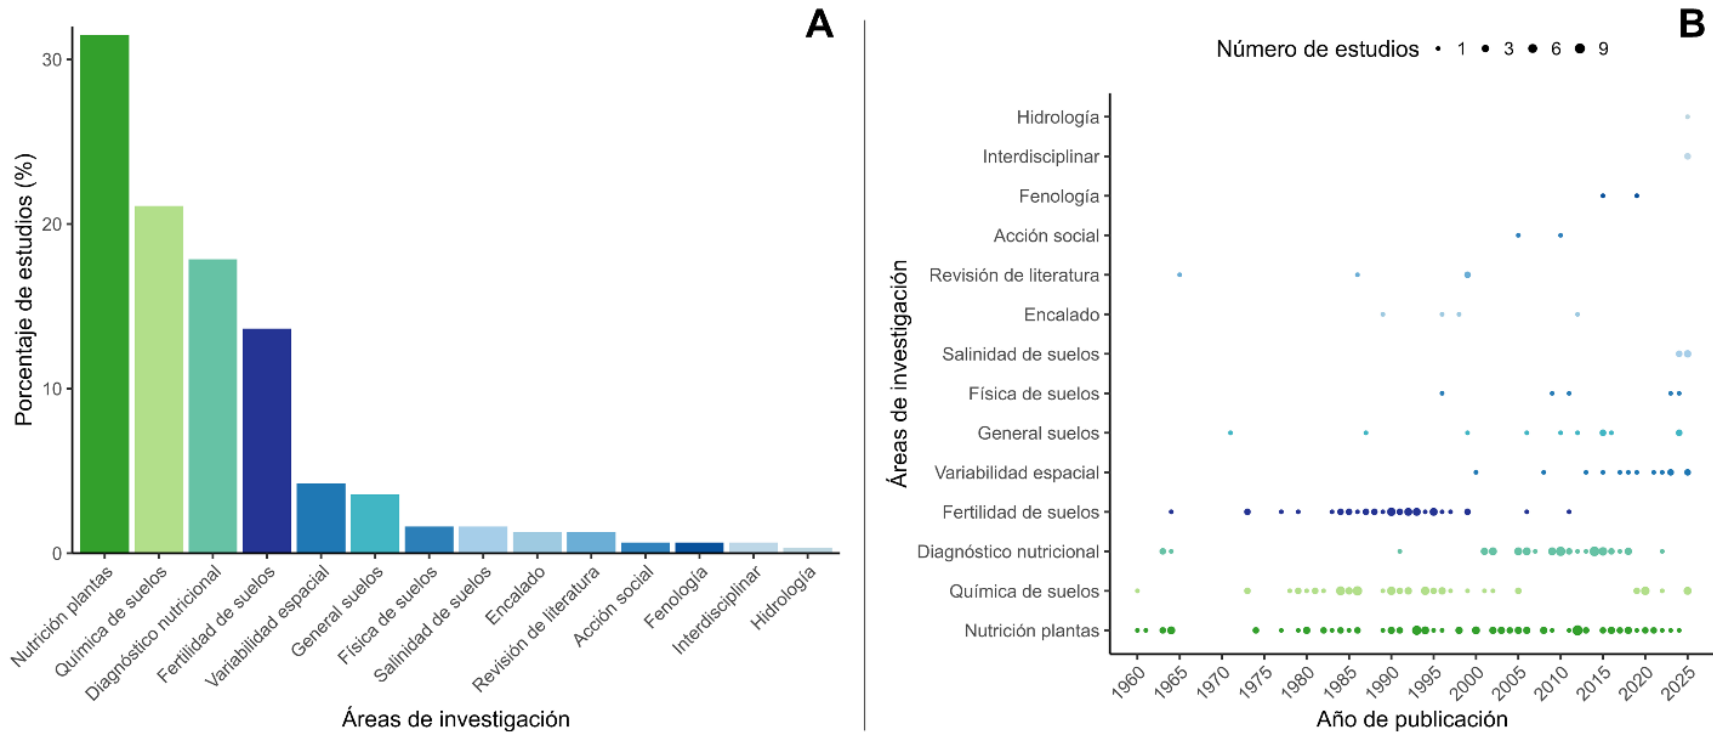 A
Porcentaje de estudios (%)
30
20
10
0
Nutrición plantas
Química de suelos
Diagnóstico nutricional
Fertilidad de suelos
Variabilidad espacial
General suelos
Física de suelos
Salinidad de suelos
Encalado
Revisión de literatura
Acción social
Fenología
Interdisciplinar
Hidrología
Áreas de investigación
B
Número de estudios 1 3 6 9
Áreas de investigación
Hidrología
Interdisciplinar
Fenología
Acción social
Revisión de literatura
Encalado
Salinidad de suelos
Física de suelos
General suelos
Variabilidad espacial
Fertilidad de suelos
Diagnóstico nutricional
Química de suelos
Nutrición plantas
1960 1965 1970 1975 1980 1985 1990 1995 2000 2005 2010 2015 2020 2025
Año de publicación